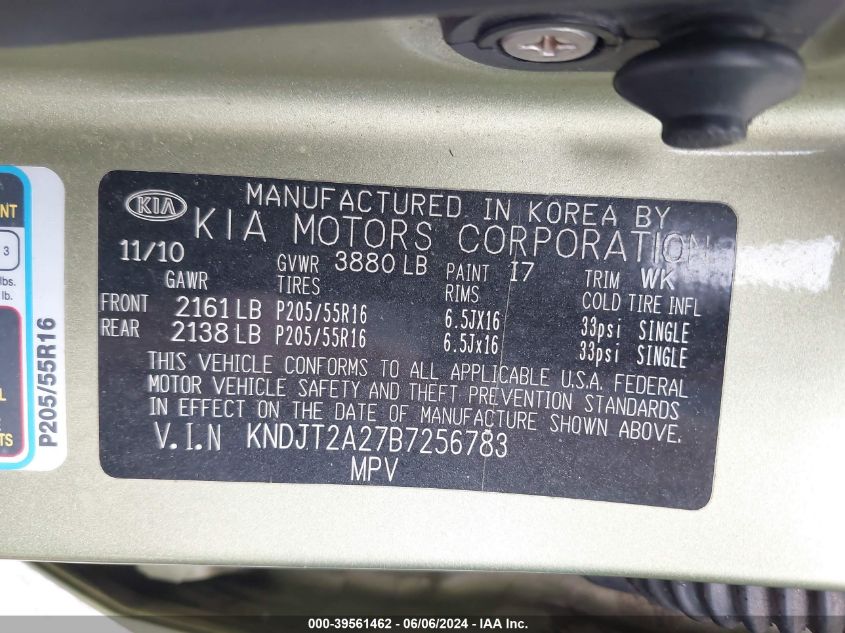 KIA
MANUFACTURED IN KOREA BY
KIA MOTORS CORPORATION
11/10 GVWR 3880 LB PAINT I7 TRIM WK
GAWR TIRES RIMS COLD TIRE INFL
FRONT 2161 LB P205/55R16 6.5JX16 33psi SINGLE
REAR 2138 LB P205/55R16 6.5Jx16 33psi SINGLE
THIS VEHICLE CONFORMS TO ALL APPLICABLE U.S.A. FEDERAL
MOTOR VEHICLE SAFETY AND THEFT PREVENTION STANDARDS
IN EFFECT ON THE DATE OF MANUFACTURE SHOWN ABOVE.
V.I.N KNDJT2A27B7256783
MPV
3
lbs.
lb.
P205/55R16
000-39561462 - 06/06/2024 - IAA Inc.